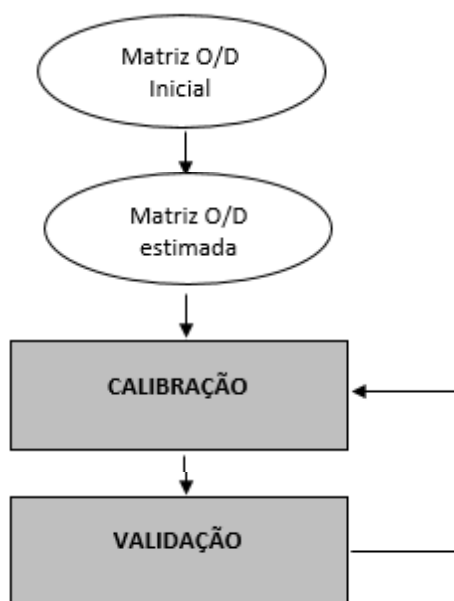 Matriz O/D
Inicial
Matriz O/D
estimada
CALIBRAÇÃO
VALIDAÇÃO